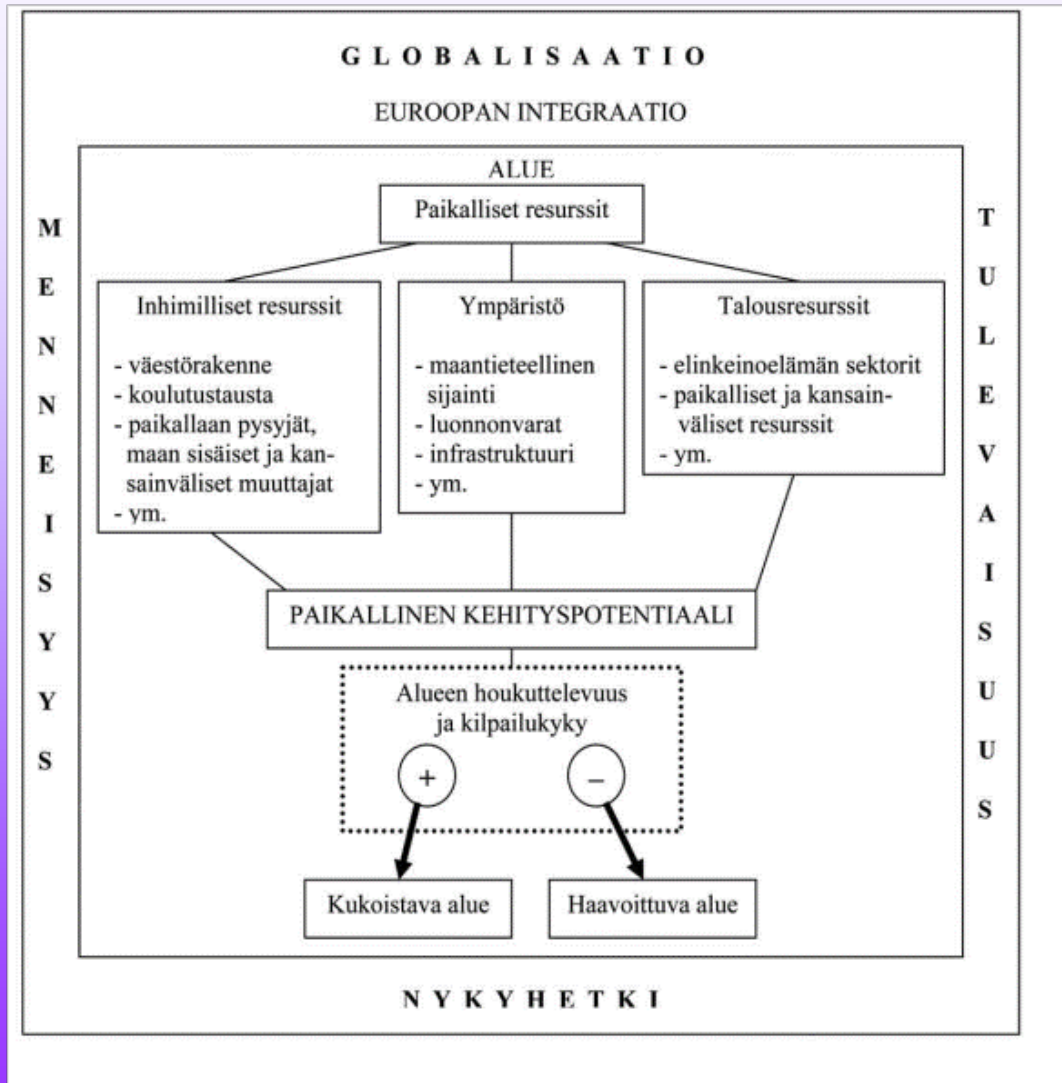 GLOBALISAATIO
EUROOPAN INTEGRAATIO
ALUE
Paikalliset resurssit
MENNEISYYS
Inhimilliset resurssit
- väestörakenne
- koulutustausta
- paikallaan pysyjät,
maan sisäiset ja kan-
sainväliset muuttajat
- ym.
Ympäristö
- maantieteellinen
sijainti
- luonnonvarat
- infrastruktuuri
- ym.
Talousresurssit
- elinkeinoelämän sektorit
- paikalliset ja kansain-
väliset resurssit
- ym.
TULEVAISUUS
PAIKALLINEN KEHITYSPOTENTIAALI
Alueen houkuttelevuus
ja kilpailukyky
+
–
Kukoistava alue
Haavoittuva alue
NYKYHETKI